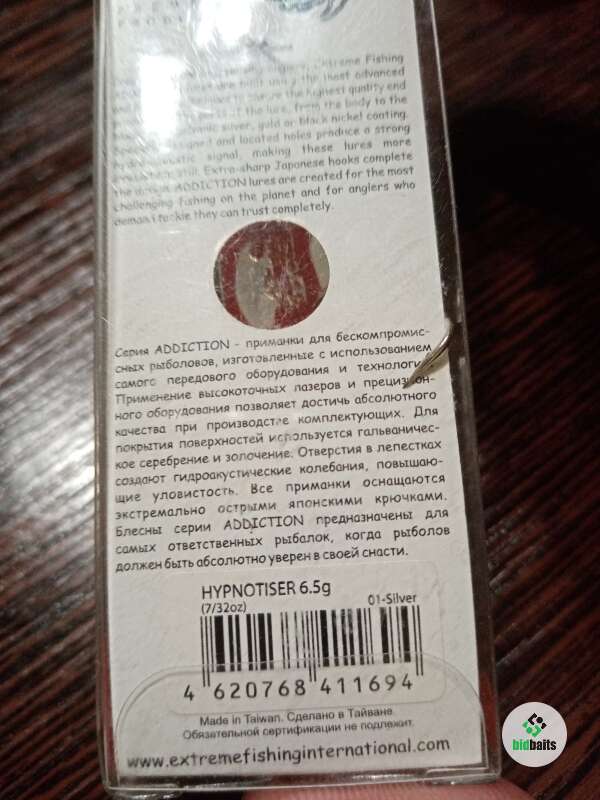 Extreme Fishing
the most advanced
the highest quality end
of the lure, from the body to the
silver, gold or black nickel coating.
and located holes produce a strong
signal, making these lures more
Extra-sharp Japanese hooks complete
the design. ADDICTION lures are created for the most
challenging fishing on the planet and for anglers who
demand tackle they can trust completely.
Серия ADDICTION - приманки для бескомпромис-
сных рыболовов, изготовленные с использованием
самого передового оборудования и технологий.
Применение высокоточных лазеров и прецизион-
ного оборудования позволяет достичь абсолютного
качества при производстве комплектующих. Для
покрытия поверхностей используется гальваничес-
кое серебрение и золочение. Отверстия в лепестках
создают гидроакустические колебания, повышаю-
щие уловистость. Все приманки оснащаются
экстремально острыми японскими крючками.
Блесны серии ADDICTION предназначены для
самых ответственных рыбалок, когда рыболов
должен быть абсолютно уверен в своей снасти.
HYPNOTISER 6.5g
(7/32oz) 01-Silver
4 620768 411694
Made in Taiwan. Сделано в Тайване.
Обязательной сертификации не подлежит.
www.extremefishinginternational.com
bidbaits